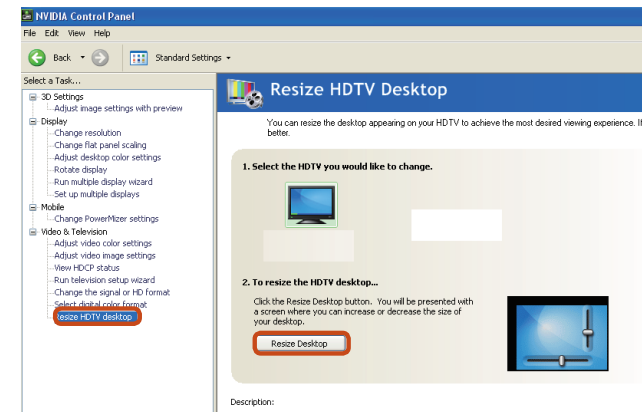 NVIDIA Control Panel
File Edit View Help
Back Standard Settings
Select a Task...
3D Settings
Adjust image settings with preview
Display
Change resolution
Change flat panel scaling
Adjust desktop color settings
Rotate display
Run multiple display wizard
Set up multiple displays
Mobile
Change PowerMizer settings
Video & Television
Adjust video color settings
Adjust video image settings
View HDCP status
Run television setup wizard
Change the signal or HD format
Select digital color format
Resize HDTV desktop
Resize HDTV Desktop
You can resize the desktop appearing on your HDTV to achieve the most desired viewing experience. If
better.
1. Select the HDTV you would like to change.
2. To resize the HDTV desktop...
Click the Resize Desktop button. You will be presented with
a screen where you can increase or decrease the size of
your desktop.
Resize Desktop
Description: